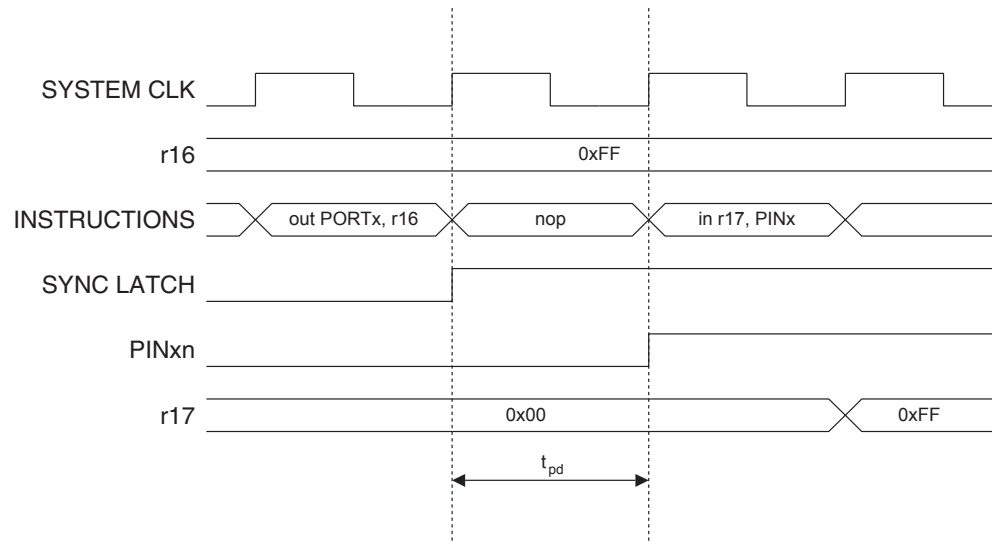 SYSTEM CLK
r16
0xFF
INSTRUCTIONS
out PORTx, r16
nop
in r17, PINx
SYNC LATCH
PINxn
r17
0x00
0xFF
tpd